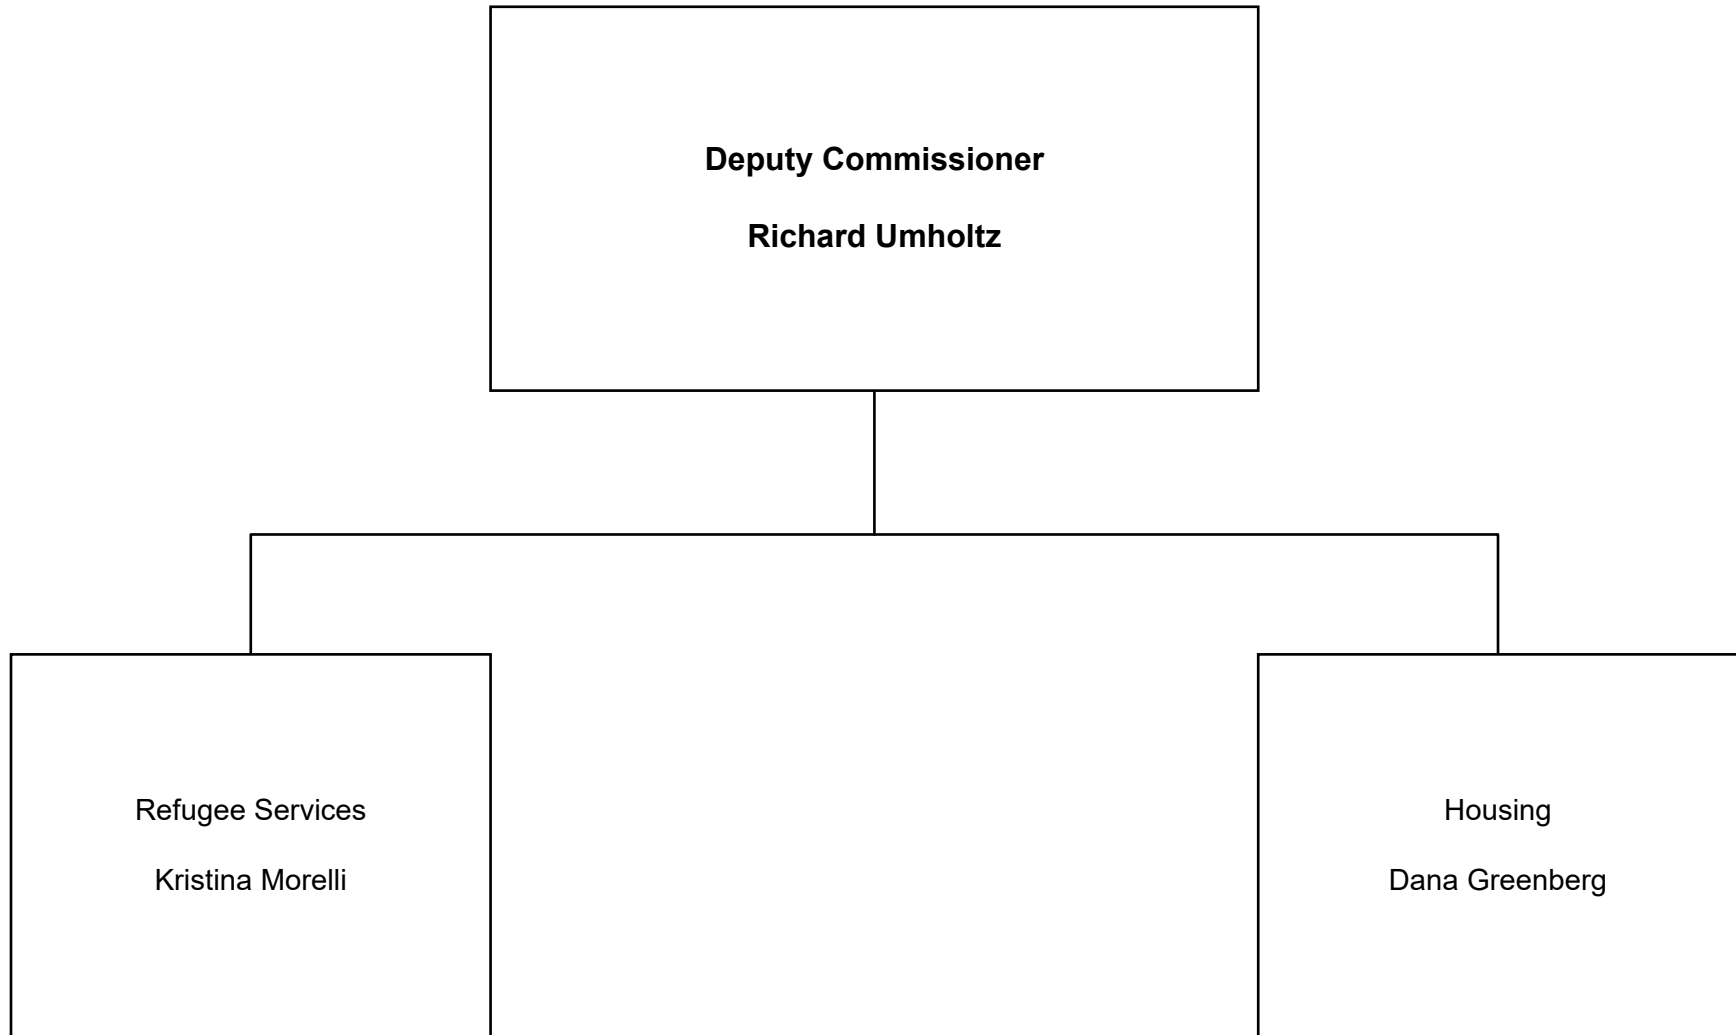 Deputy Commissioner
Richard Umholtz
Refugee Services
Kristina Morelli
Housing
Dana Greenberg